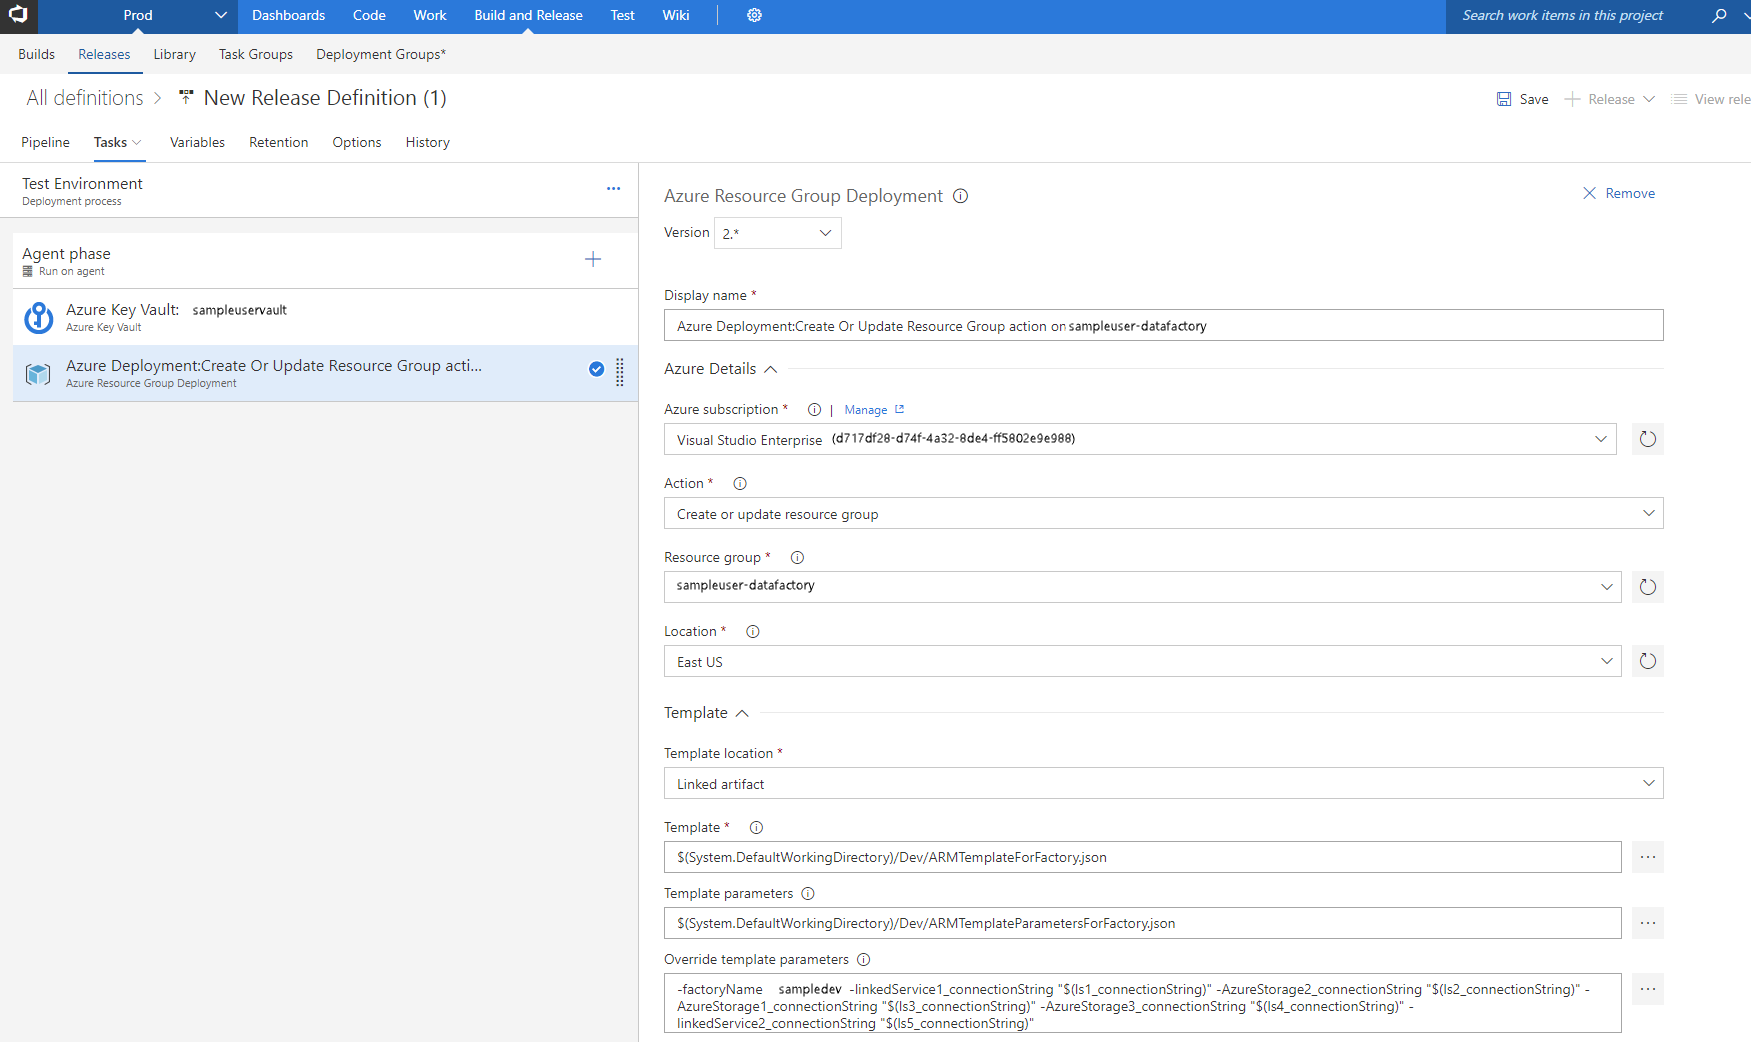 Prod
Dashboards Code Work Build and Release Test Wiki
Search work items in this project
Builds Releases Library Task Groups Deployment Groups*
All definitions > New Release Definition (1)
Save Release View rele
Pipeline Tasks Variables Retention Options History
Test Environment
Deployment process
Agent phase
Run on agent
Azure Key Vault: sampleuservault
Azure Key Vault
Azure Deployment:Create Or Update Resource Group acti...
Azure Resource Group Deployment
Azure Resource Group Deployment
Remove
Version 2.*
Display name *
Azure Deployment:Create Or Update Resource Group action on sampleuser-datafactory
Azure Details
Azure subscription * | Manage
Visual Studio Enterprise (d717df28-d74f-4a32-8de4-ff5802e9e988)
Action *
Create or update resource group
Resource group *
sampleuser-datafactory
Location *
East US
Template
Template location *
Linked artifact
Template *
$(System.DefaultWorkingDirectory)/Dev/ARMTemplateForFactory.json
Template parameters
$(System.DefaultWorkingDirectory)/Dev/ARMTemplateParametersForFactory.json
Override template parameters
-factoryName sampledev -linkedService1_connectionString "$(ls1_connectionString)" -AzureStorage2_connectionString "$(ls2_connectionString)" -
AzureStorage1_connectionString "$(ls3_connectionString)" -AzureStorage3_connectionString "$(ls4_connectionString)" -
linkedService2_connectionString "$(ls5_connectionString)"